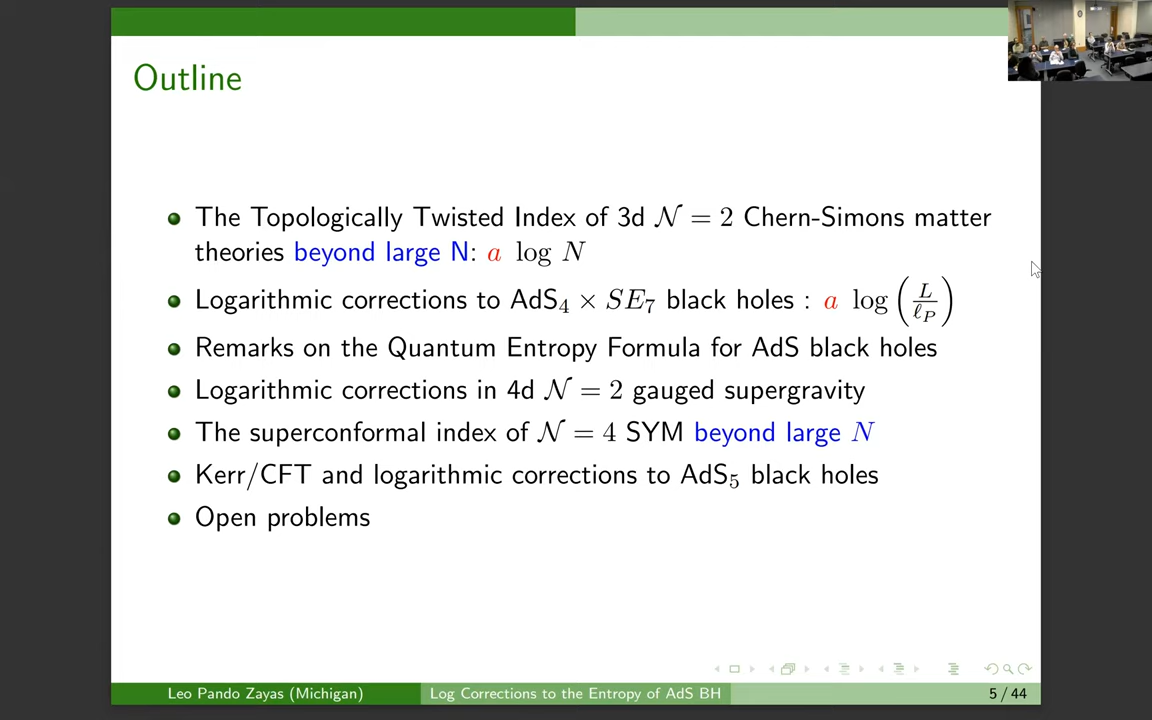 Outline
The Topologically Twisted Index of 3d 𝒩 = 2 Chern-Simons matter
theories beyond large N: a log N
Logarithmic corrections to AdS₄ × SE₇ black holes : a log (L/ℓ_P)
Remarks on the Quantum Entropy Formula for AdS black holes
Logarithmic corrections in 4d 𝒩 = 2 gauged supergravity
The superconformal index of 𝒩 = 4 SYM beyond large N
Kerr/CFT and logarithmic corrections to AdS₅ black holes
Open problems
Leo Pando Zayas (Michigan) Log Corrections to the Entropy of AdS BH 5 / 44